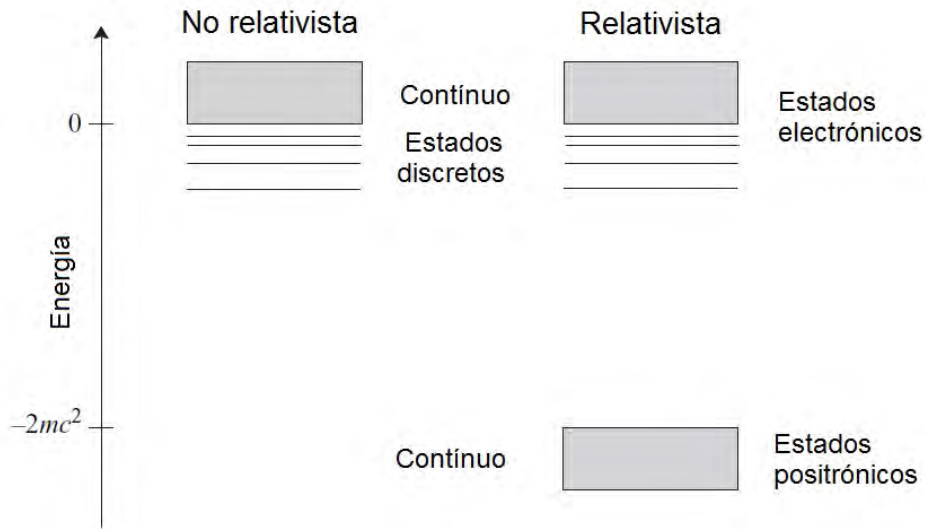 No relativista
Relativista
Contínuo
Estados
electrónicos
0
Estados
discretos
Energía
−2mc²
Contínuo
Estados
positrónicos